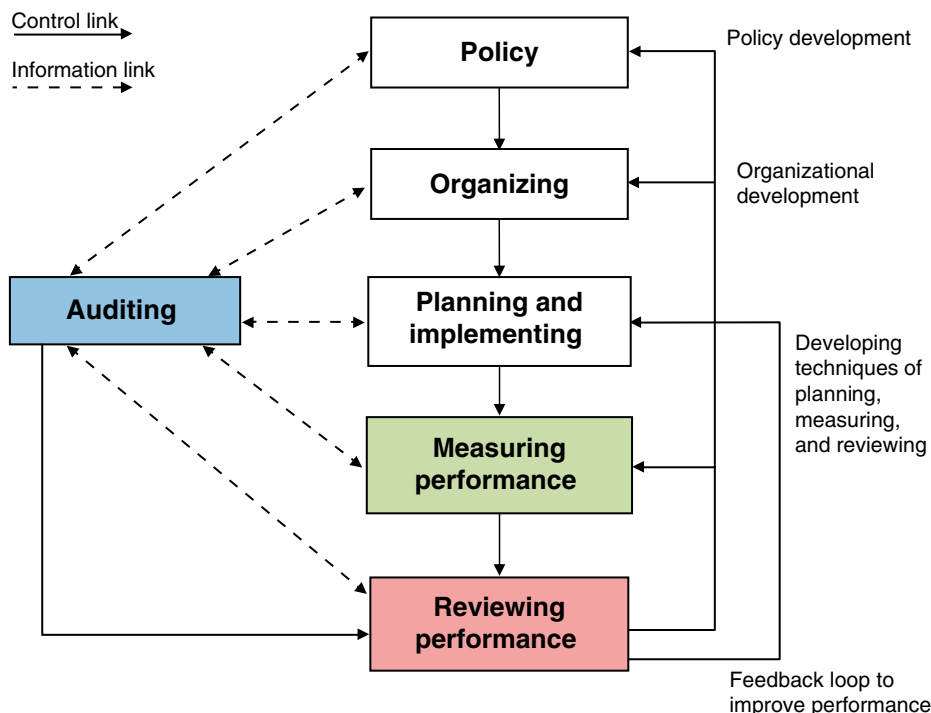 Control link
Information link
Policy
Policy development
Organizing
Organizational
development
Auditing
Planning and
implementing
Developing
techniques of
planning,
measuring,
and reviewing
Measuring
performance
Reviewing
performance
Feedback loop to
improve performance